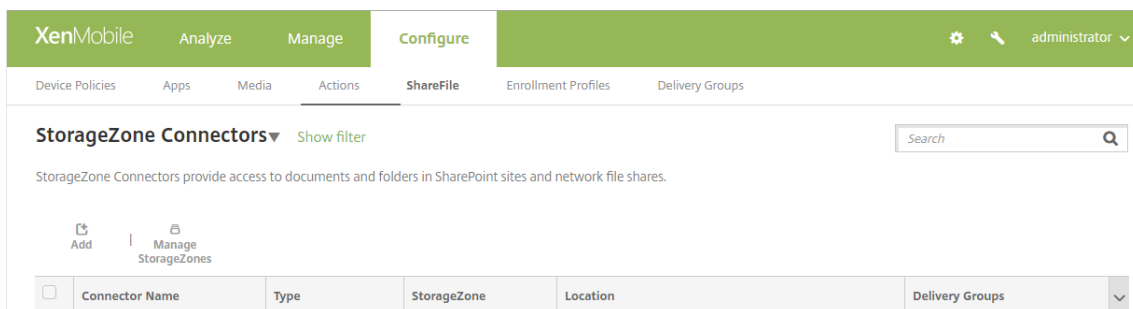 XenMobile Analyze Manage Configure administrator
Device Policies Apps Media Actions ShareFile Enrollment Profiles Delivery Groups
StorageZone Connectors Show filter Search
StorageZone Connectors provide access to documents and folders in SharePoint sites and network file shares.
Add | Manage
StorageZones
Connector Name Type StorageZone Location Delivery Groups